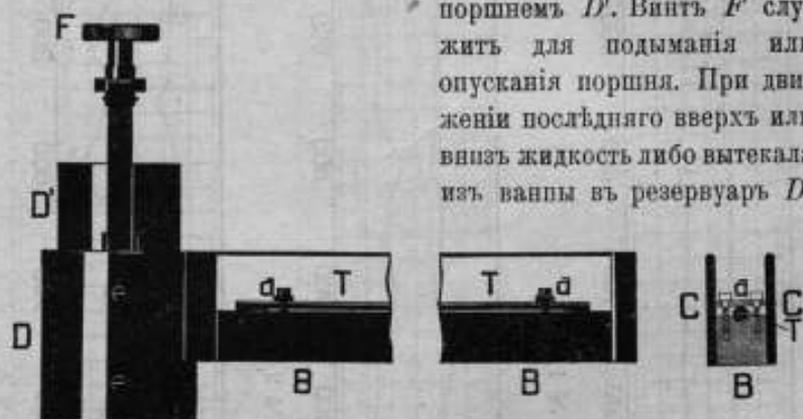 поршнемъ D'. Винтъ F слу-
житъ для подыманія или
опусканія поршня. При дви-
женіи послѣдняго вверхъ или
внизъ жидкость либо вытекала
изъ ванны въ резервуаръ D
F
D'
D
a T
T a
B
B
C a C
T
B